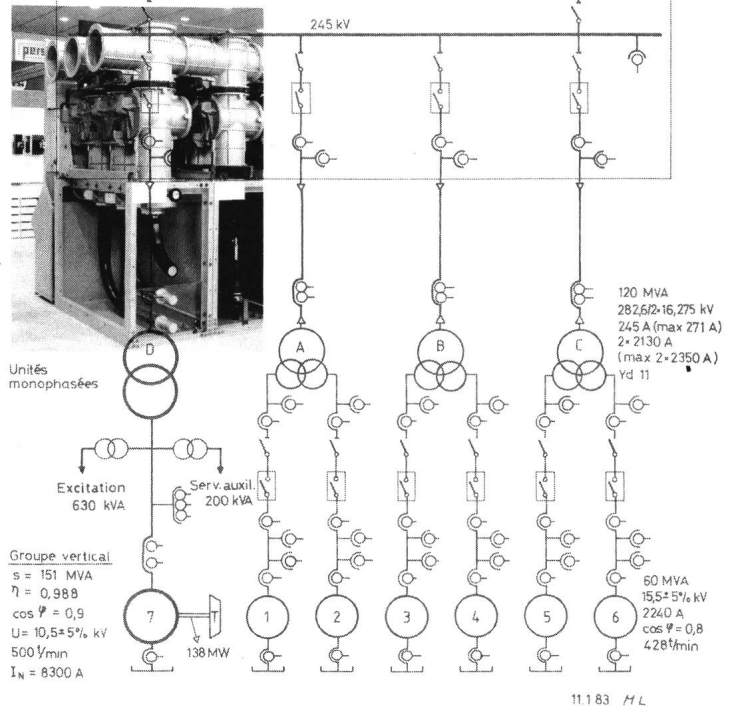 pers
245 kV
120 MVA
282,6/2×16,275 kV
245 A (max 271 A)
2× 2130 A
(max 2×2350 A)
Yd 11
D
A
B
C
Unités
monophasées
Excitation
630 kVA
Serv. auxil.
200 kVA
Groupe vertical
s = 151 MVA
η = 0,988
cos φ = 0,9
U= 10,5±5% kV
500 t/min
I_N = 8300 A
7
T
138 MW
1
2
3
4
5
6
60 MVA
15,5±5% kV
2240 A
cos φ = 0,8
428 t/min
11.1 83 ML